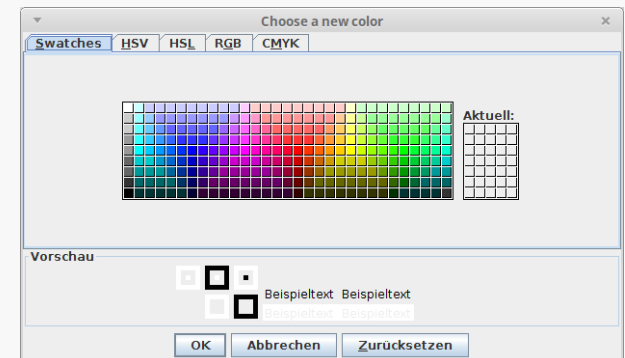 Choose a new color
Swatches HSV HSL RGB CMYK
Aktuell:
Vorschau
Beispieltext Beispieltext
Beispieltext Beispieltext
OK Abbrechen Zurücksetzen